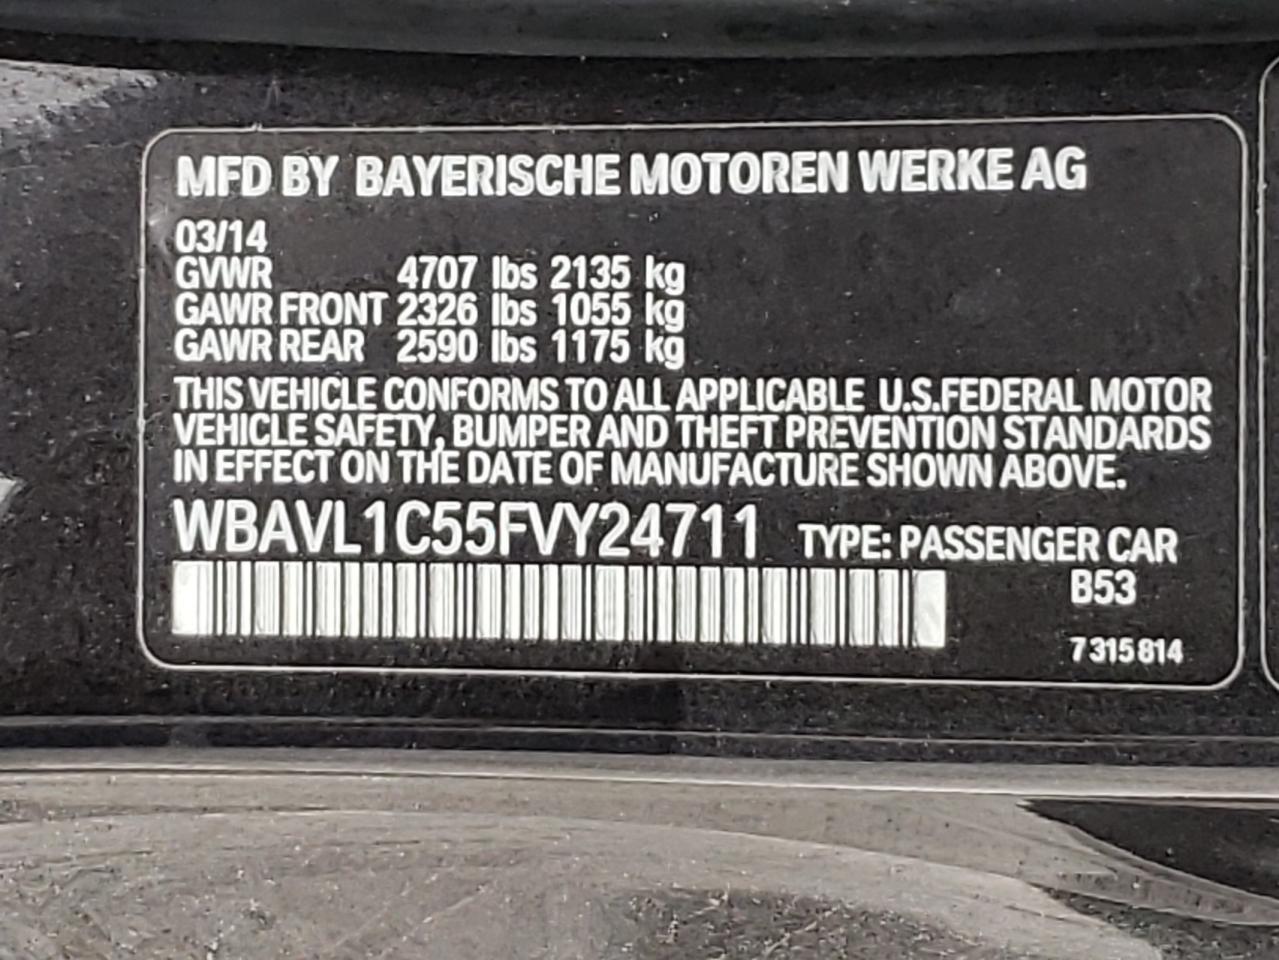 MFD BY BAYERISCHE MOTOREN WERKE AG
03/14
GVWR 4707 lbs 2135 kg
GAWR FRONT 2326 lbs 1055 kg
GAWR REAR 2590 lbs 1175 kg
THIS VEHICLE CONFORMS TO ALL APPLICABLE U.S.FEDERAL MOTOR
VEHICLE SAFETY, BUMPER AND THEFT PREVENTION STANDARDS
IN EFFECT ON THE DATE OF MANUFACTURE SHOWN ABOVE.
WBAVL1C55FVY24711 TYPE: PASSENGER CAR
B53
7 315 814